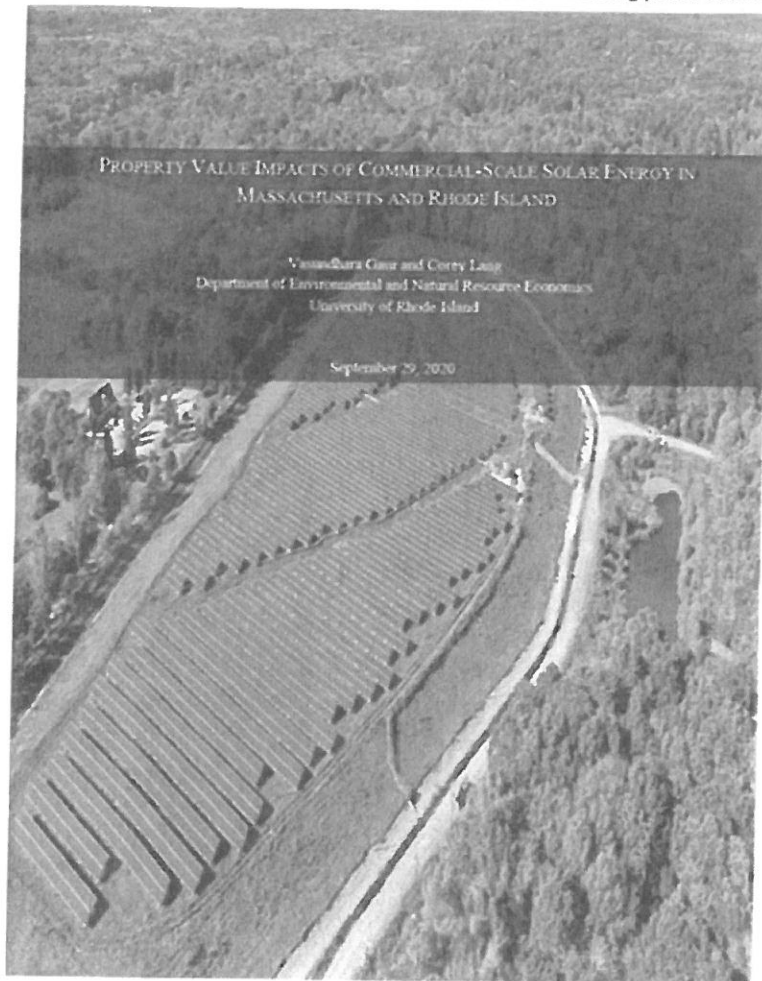 PROPERTY VALUE IMPACTS OF COMMERCIAL-SCALE SOLAR ENERGY IN
MASSACHUSETTS AND RHODE ISLAND
Vasundhara Gaur and Corey Lang
Department of Environmental and Natural Resource Economics
University of Rhode Island
September 29, 2020